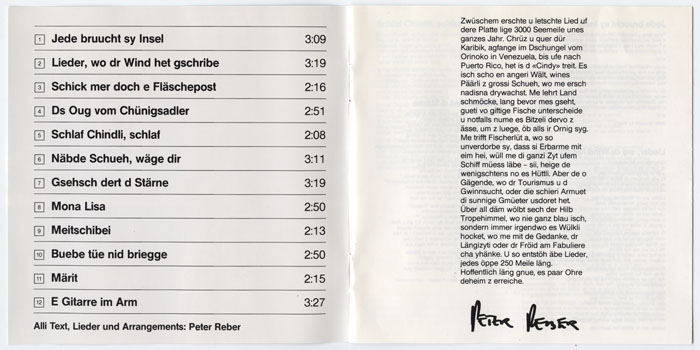 1 Jede bruucht sy Insel 3:09
2 Lieder, wo dr Wind het gschribe 3:19
3 Schick mer doch e Fläschepost 2:16
4 Ds Oug vom Chünigsadler 2:51
5 Schlaf Chindli, schlaf 2:08
6 Näbde Schueh, wäge dir 3:11
7 Gsehsch dert d Stärne 3:19
8 Mona Lisa 2:50
9 Meitschibei 2:13
10 Buebe tüe nid briegge 2:50
11 Märit 2:15
12 E Gitarre im Arm 3:27
Alli Text, Lieder und Arrangements: Peter Reber
Zwüschem erschte u letschte Lied uf
dere Platte lige 3000 Seemeile unes
ganzes Jahr. Chrüz u quer dür
Karibik, agfange im Dschungel vom
Orinoko in Venezuela, bis ufe nach
Puerto Rico, het is d «Cindy» treit. Es
isch scho en angeri Wält, wines
Päärli z grossi Schueh, wo me ersch
nadisna drywachst. Me lehrt Land
schmöcke, lang bevor mes gseht,
gueti vo giftige Fische unterscheide
u notfalls nume es Bitzeli dervo z
ässe, um z luege, öb alls ir Ornig syg.
Me trifft Fischerlüt a, wo so
unverdorbe sy, dass si Erbarme mit
eim hei, wüll me di ganzi Zyt ufem
Schiff müess läbe – sii, heige de
wenigschtens no es Hüttli. Aber de o
Gägende, wo dr Tourismus u d
Gwinnsucht, oder die schieri Armuet
di sunnige Gmüeter usdoret het.
Über all däm wölbt sech der Hilb
Tropehimmel, wo nie ganz blau isch,
sondern immer irgendwo es Wülkli
hocket, wo me mit de Gedanke, dr
Längizyti oder dr Fröid am Fabuliere
cha yhänke. U so entstöh äbe Lieder,
jedes öppe 250 Meile läng.
Hoffentlich läng gnue, es paar Ohre
deheim z erreiche.
PETER REBER